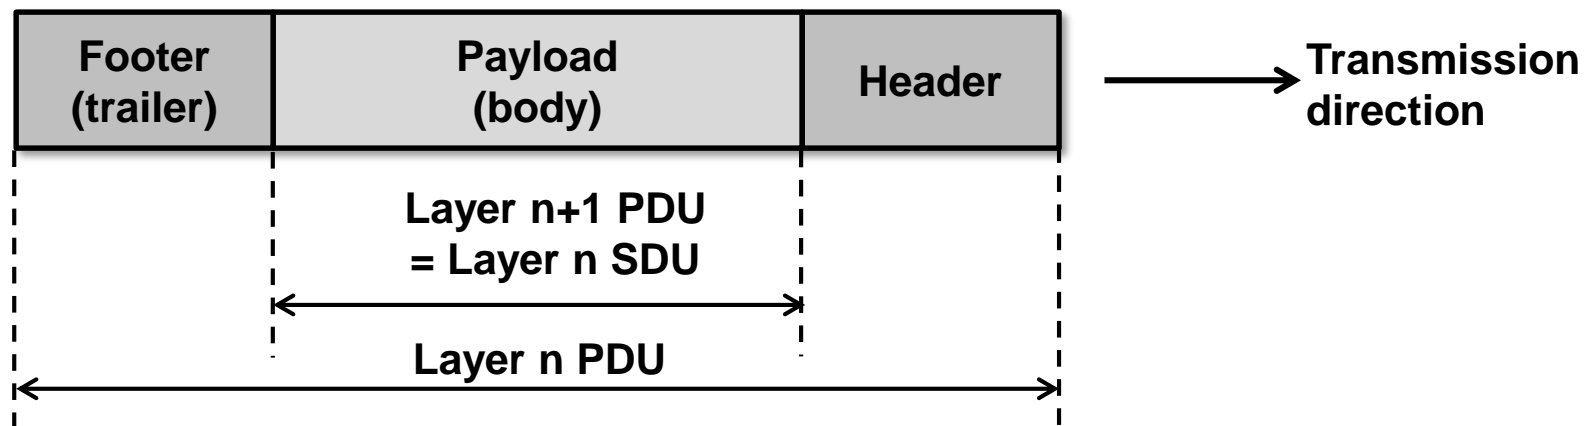 Footer
(trailer)
Payload
(body)
Header
Transmission
direction
Layer n+1 PDU
= Layer n SDU
Layer n PDU